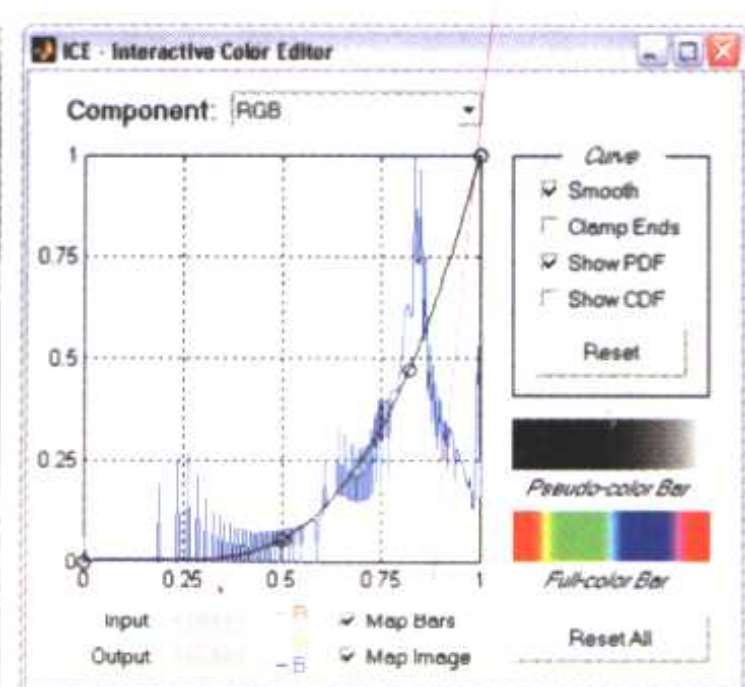 ICE - Interactive Color Editor
Component: RGB
1
0.75
0.5
0.25
0
0 0.25 0.5 0.75 1
Curve
Smooth
Clamp Ends
Show PDF
Show CDF
Reset
Pseudo-color Bar
Full-color Bar
Input
Output
R
B
Map Bars
Map Image
Reset All